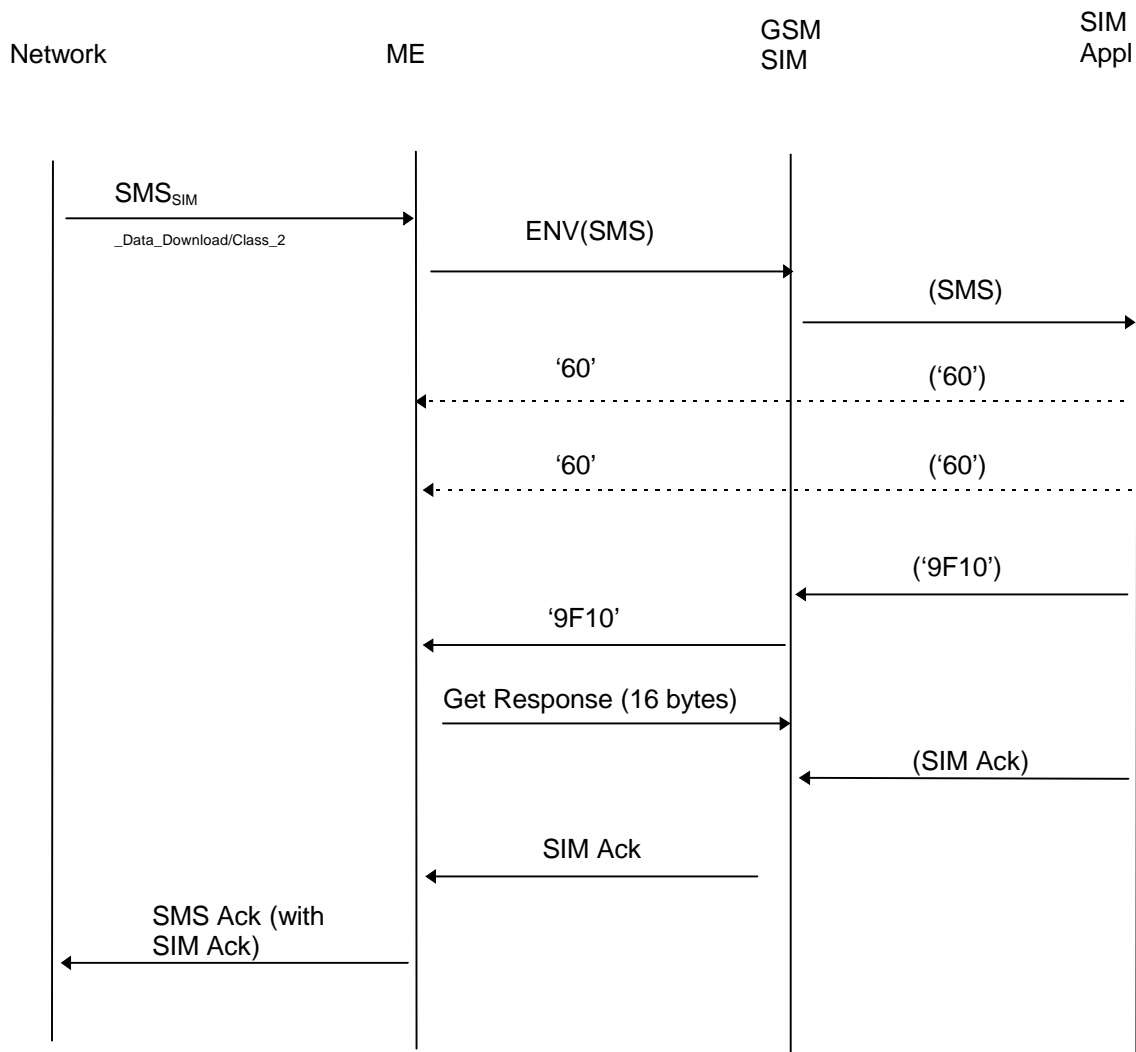 Network
ME
GSM
SIM
SIM
Appl
SMSSIM
_Data_Download/Class_2
ENV(SMS)
(SMS)
‘60’
(‘60’)
‘60’
(‘60’)
(‘9F10’)
‘9F10’
Get Response (16 bytes)
(SIM Ack)
SIM Ack
SMS Ack (with
SIM Ack)